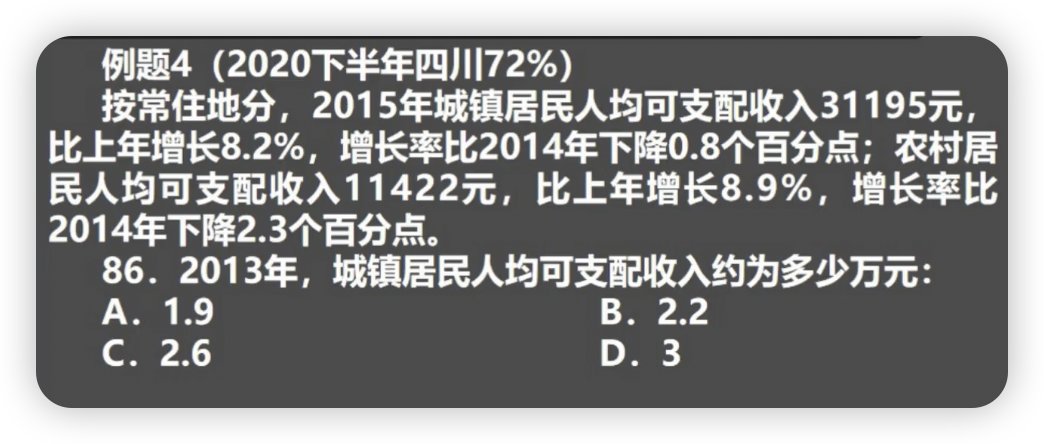 例题4（2020下半年四川72%）
按常住地分，2015年城镇居民人均可支配收入31195元，
比上年增长8.2%，增长率比2014年下降0.8个百分点；农村居
民人均可支配收入11422元，比上年增长8.9%，增长率比
2014年下降2.3个百分点。
86．2013年，城镇居民人均可支配收入约为多少万元：
A．1.9 B．2.2
C．2.6 D．3